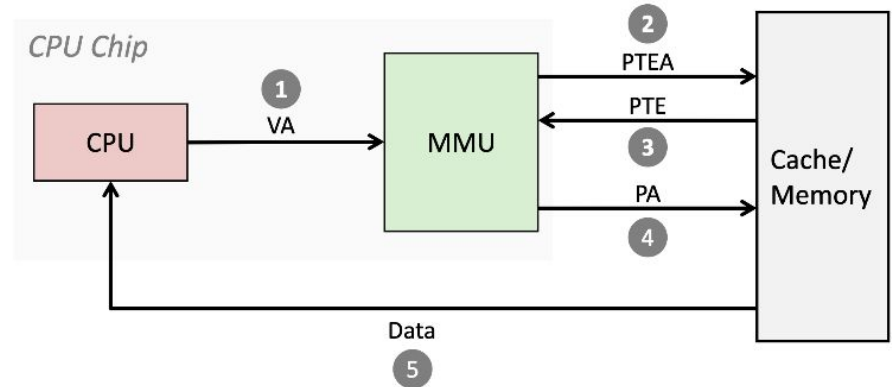 CPU Chip
2
PTEA
1
VA
PTE
3
CPU
MMU
Cache/
Memory
PA
4
Data
5